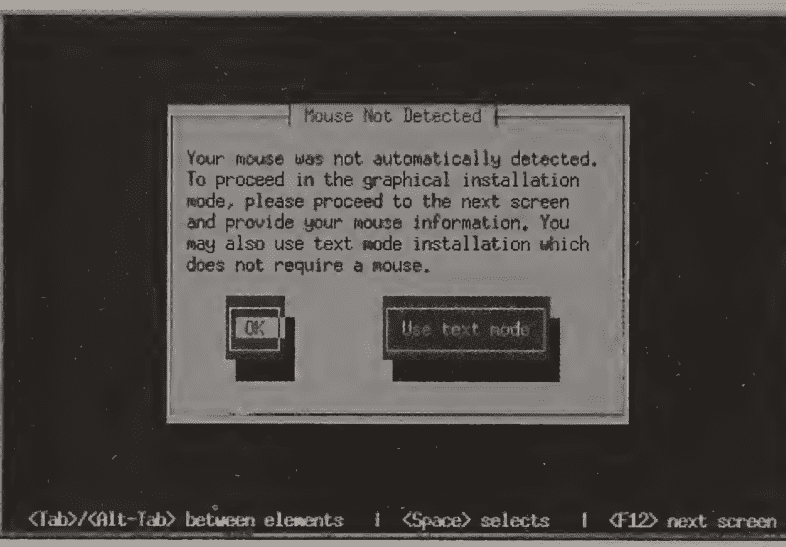 Mouse Not Detected
Your mouse was not automatically detected.
To proceed in the graphical installation
mode, please proceed to the next screen
and provide your mouse information. You
may also use text mode installation which
does not require a mouse.
OK
Use text mode
<Tab>/<Alt-Tab> between elements | <Space> selects | <F12> next screen